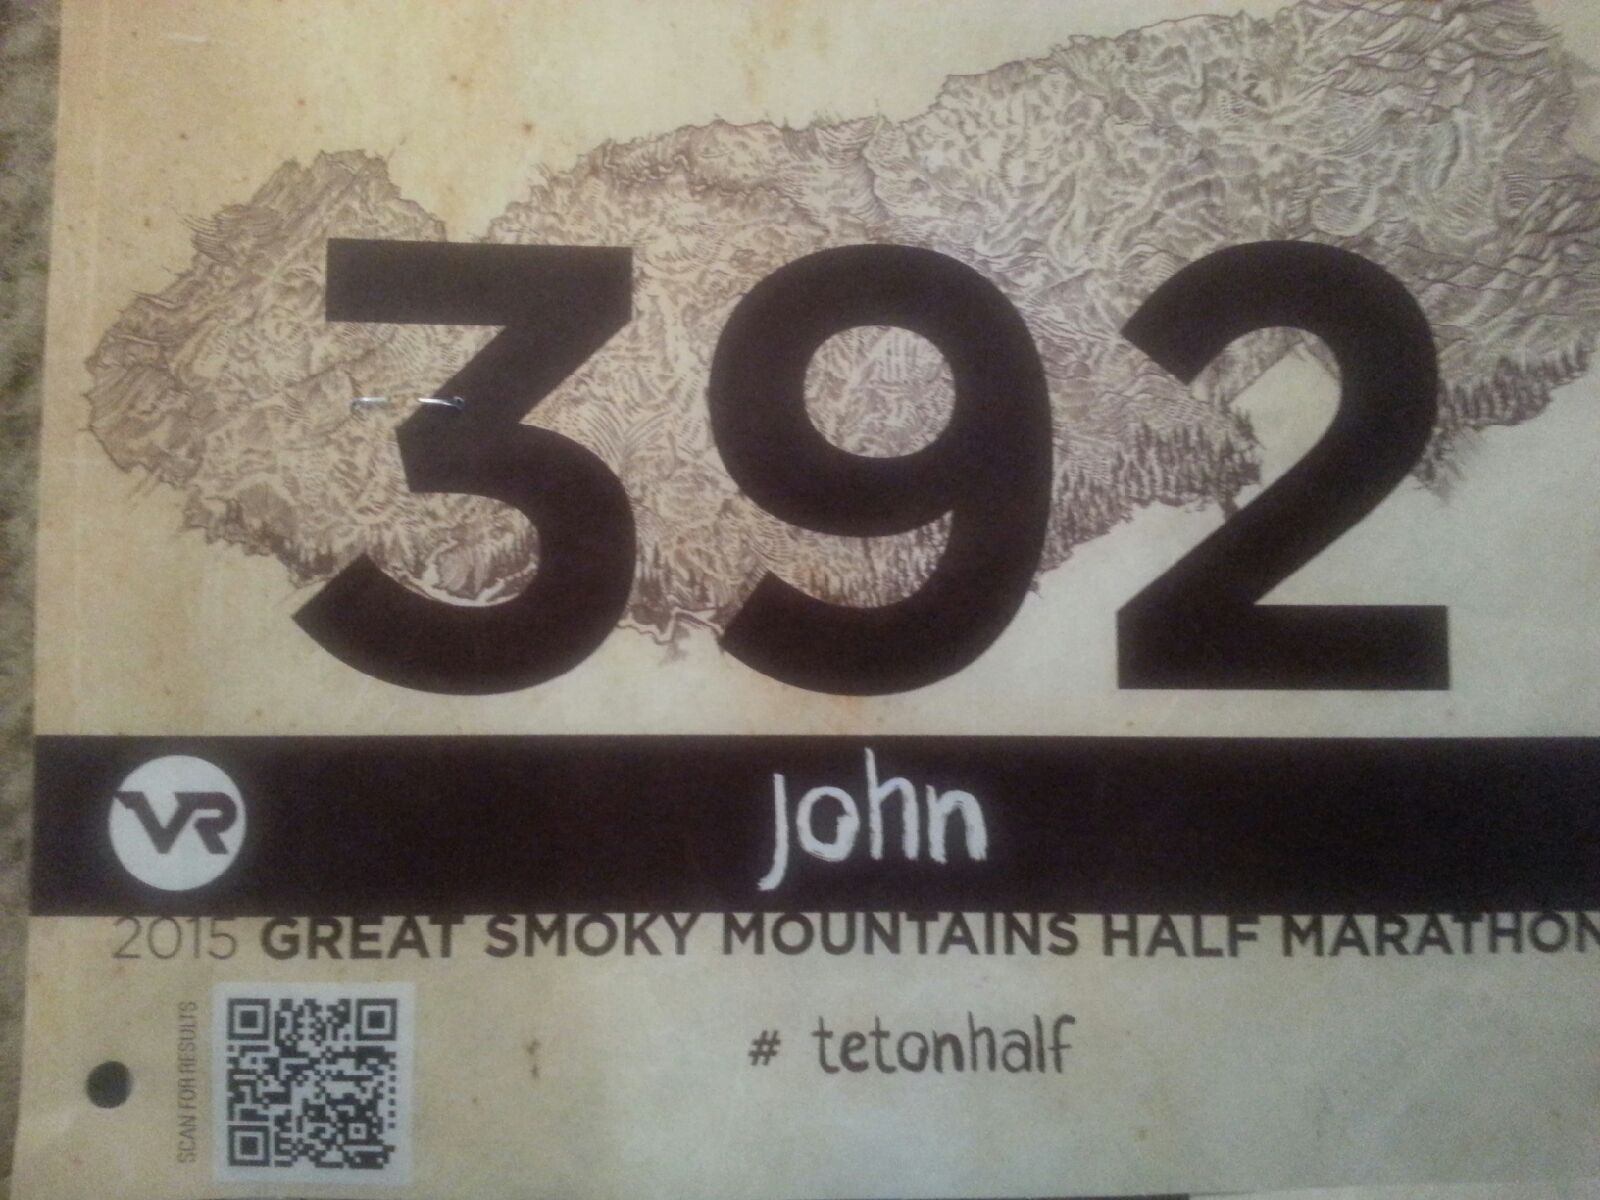 392
VR
john
2015 GREAT SMOKY MOUNTAINS HALF MARATHON
# tetonhalf
SCAN FOR RESULTS